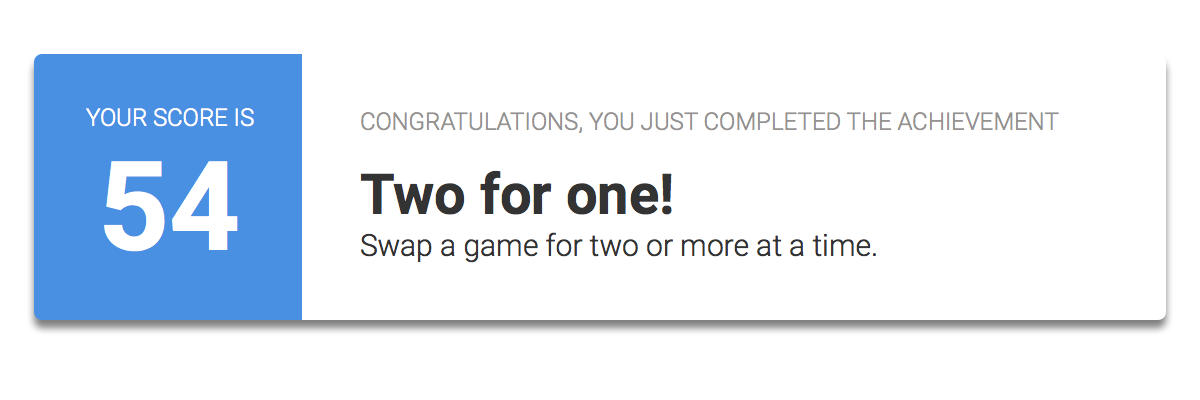 YOUR SCORE IS
54
CONGRATULATIONS, YOU JUST COMPLETED THE ACHIEVEMENT
Two for one!
Swap a game for two or more at a time.